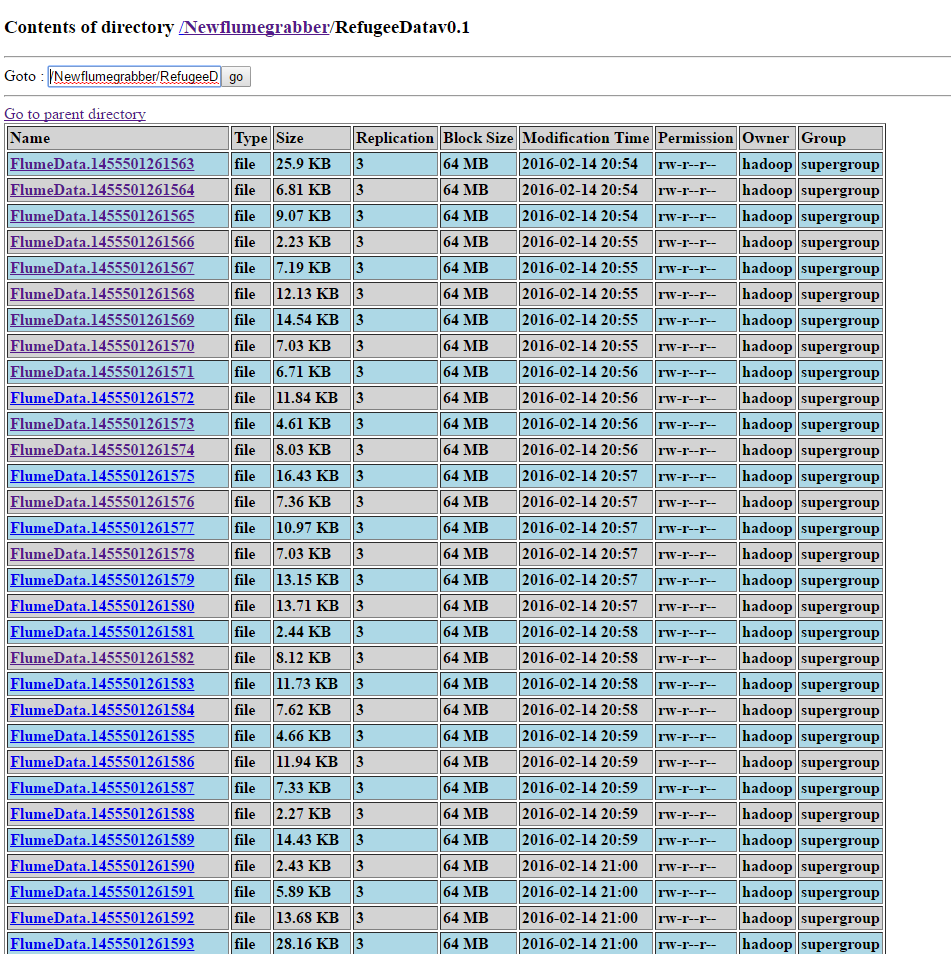 Contents of directory /Newflumegrabber/RefugeeDatav0.1
Goto : /Newflumegrabber/RefugeeD go
Go to parent directory
Name Type Size Replication Block Size Modification Time Permission Owner Group
FlumeData.1455501261563 file 25.9 KB 3 64 MB 2016-02-14 20:54 rw-r--r-- hadoop supergroup
FlumeData.1455501261564 file 6.81 KB 3 64 MB 2016-02-14 20:54 rw-r--r-- hadoop supergroup
FlumeData.1455501261565 file 9.07 KB 3 64 MB 2016-02-14 20:54 rw-r--r-- hadoop supergroup
FlumeData.1455501261566 file 2.23 KB 3 64 MB 2016-02-14 20:55 rw-r--r-- hadoop supergroup
FlumeData.1455501261567 file 7.19 KB 3 64 MB 2016-02-14 20:55 rw-r--r-- hadoop supergroup
FlumeData.1455501261568 file 12.13 KB 3 64 MB 2016-02-14 20:55 rw-r--r-- hadoop supergroup
FlumeData.1455501261569 file 14.54 KB 3 64 MB 2016-02-14 20:55 rw-r--r-- hadoop supergroup
FlumeData.1455501261570 file 7.03 KB 3 64 MB 2016-02-14 20:55 rw-r--r-- hadoop supergroup
FlumeData.1455501261571 file 6.71 KB 3 64 MB 2016-02-14 20:56 rw-r--r-- hadoop supergroup
FlumeData.1455501261572 file 11.84 KB 3 64 MB 2016-02-14 20:56 rw-r--r-- hadoop supergroup
FlumeData.1455501261573 file 4.61 KB 3 64 MB 2016-02-14 20:56 rw-r--r-- hadoop supergroup
FlumeData.1455501261574 file 8.03 KB 3 64 MB 2016-02-14 20:56 rw-r--r-- hadoop supergroup
FlumeData.1455501261575 file 16.43 KB 3 64 MB 2016-02-14 20:57 rw-r--r-- hadoop supergroup
FlumeData.1455501261576 file 7.36 KB 3 64 MB 2016-02-14 20:57 rw-r--r-- hadoop supergroup
FlumeData.1455501261577 file 10.97 KB 3 64 MB 2016-02-14 20:57 rw-r--r-- hadoop supergroup
FlumeData.1455501261578 file 7.03 KB 3 64 MB 2016-02-14 20:57 rw-r--r-- hadoop supergroup
FlumeData.1455501261579 file 13.15 KB 3 64 MB 2016-02-14 20:57 rw-r--r-- hadoop supergroup
FlumeData.1455501261580 file 13.71 KB 3 64 MB 2016-02-14 20:57 rw-r--r-- hadoop supergroup
FlumeData.1455501261581 file 2.44 KB 3 64 MB 2016-02-14 20:58 rw-r--r-- hadoop supergroup
FlumeData.1455501261582 file 8.12 KB 3 64 MB 2016-02-14 20:58 rw-r--r-- hadoop supergroup
FlumeData.1455501261583 file 11.73 KB 3 64 MB 2016-02-14 20:58 rw-r--r-- hadoop supergroup
FlumeData.1455501261584 file 7.62 KB 3 64 MB 2016-02-14 20:58 rw-r--r-- hadoop supergroup
FlumeData.1455501261585 file 4.66 KB 3 64 MB 2016-02-14 20:59 rw-r--r-- hadoop supergroup
FlumeData.1455501261586 file 11.94 KB 3 64 MB 2016-02-14 20:59 rw-r--r-- hadoop supergroup
FlumeData.1455501261587 file 7.33 KB 3 64 MB 2016-02-14 20:59 rw-r--r-- hadoop supergroup
FlumeData.1455501261588 file 2.27 KB 3 64 MB 2016-02-14 20:59 rw-r--r-- hadoop supergroup
FlumeData.1455501261589 file 14.43 KB 3 64 MB 2016-02-14 20:59 rw-r--r-- hadoop supergroup
FlumeData.1455501261590 file 2.43 KB 3 64 MB 2016-02-14 21:00 rw-r--r-- hadoop supergroup
FlumeData.1455501261591 file 5.89 KB 3 64 MB 2016-02-14 21:00 rw-r--r-- hadoop supergroup
FlumeData.1455501261592 file 13.68 KB 3 64 MB 2016-02-14 21:00 rw-r--r-- hadoop supergroup
FlumeData.1455501261593 file 28.16 KB 3 64 MB 2016-02-14 21:00 rw-r--r-- hadoop supergroup